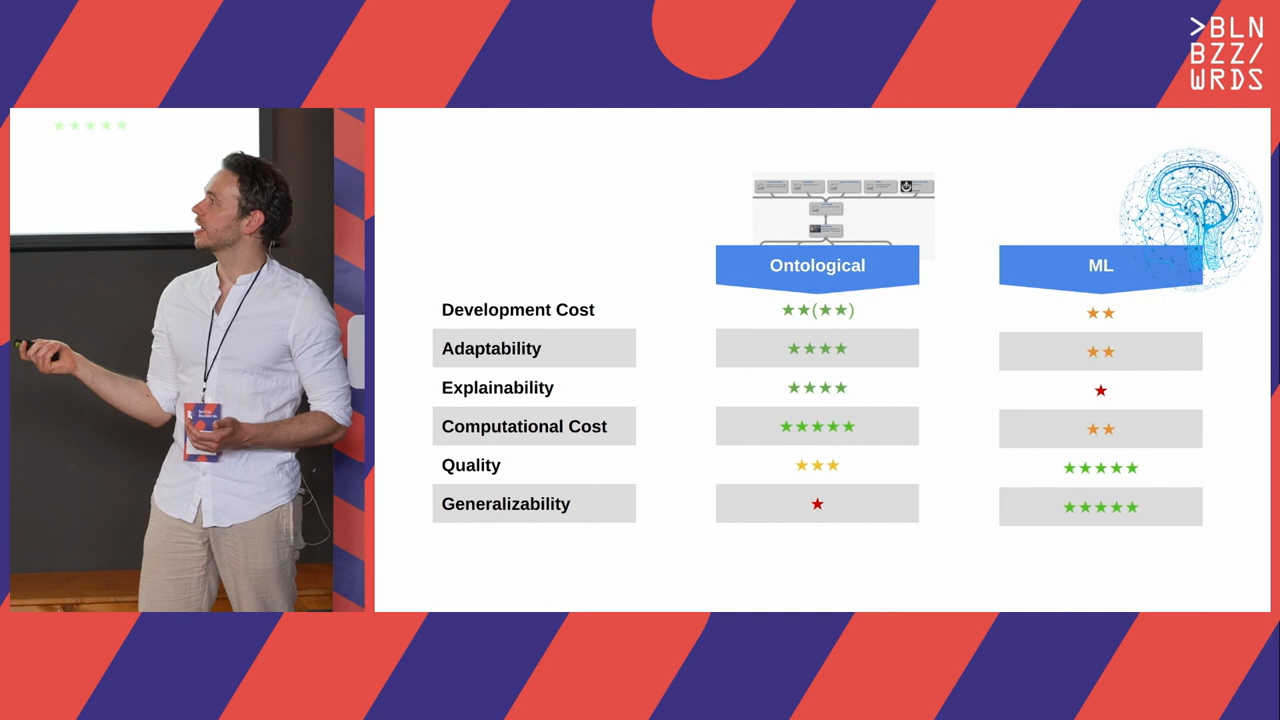 >BLN
BZZ/
WRDS
Ontological
ML
Development Cost
★★(★★)
★★
Adaptability
★★★★
★★
Explainability
★★★★
★
Computational Cost
★★★★★
★★
Quality
★★★
★★★★★
Generalizability
★
★★★★★